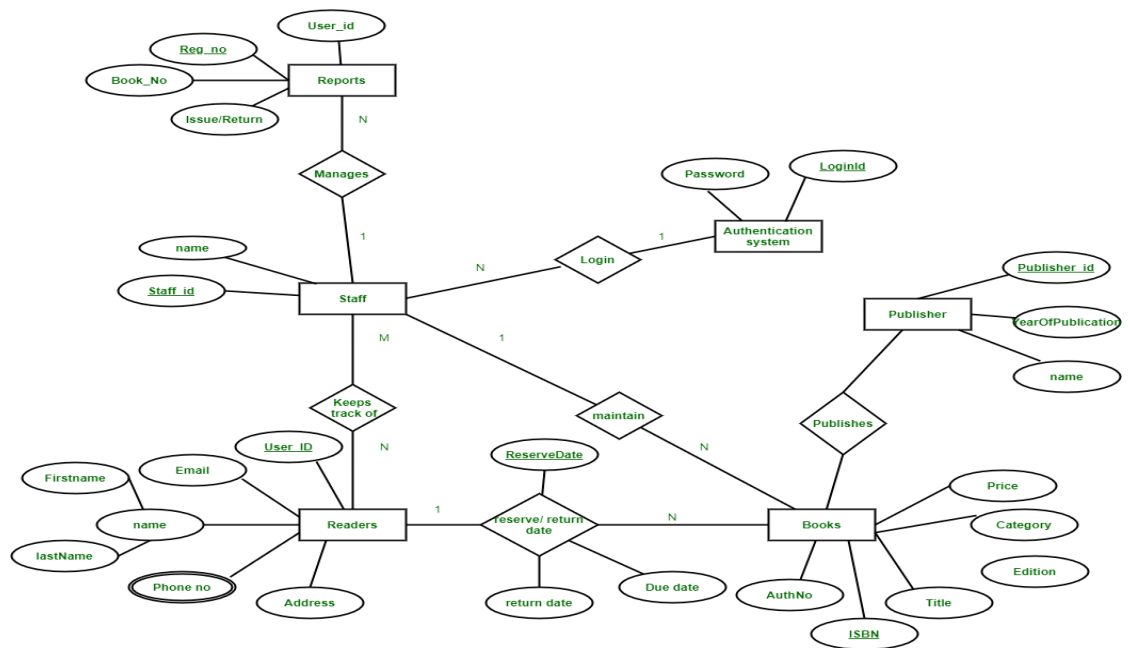 User_id
Reg_no
Book_No
Reports
Issue/Return
N
Manages
1
Password
LoginId
Authentication
system
1
Login
N
name
Staff_id
Staff
Publisher_id
Publisher
YearOfPublication
name
M
1
Keeps
track of
maintain
Publishes
N
N
User_ID
ReserveDate
Email
Firstname
name
lastName
Readers
1
reserve/ return
date
N
Books
Price
Category
Edition
Phone no
Address
return date
Due date
AuthNo
Title
ISBN